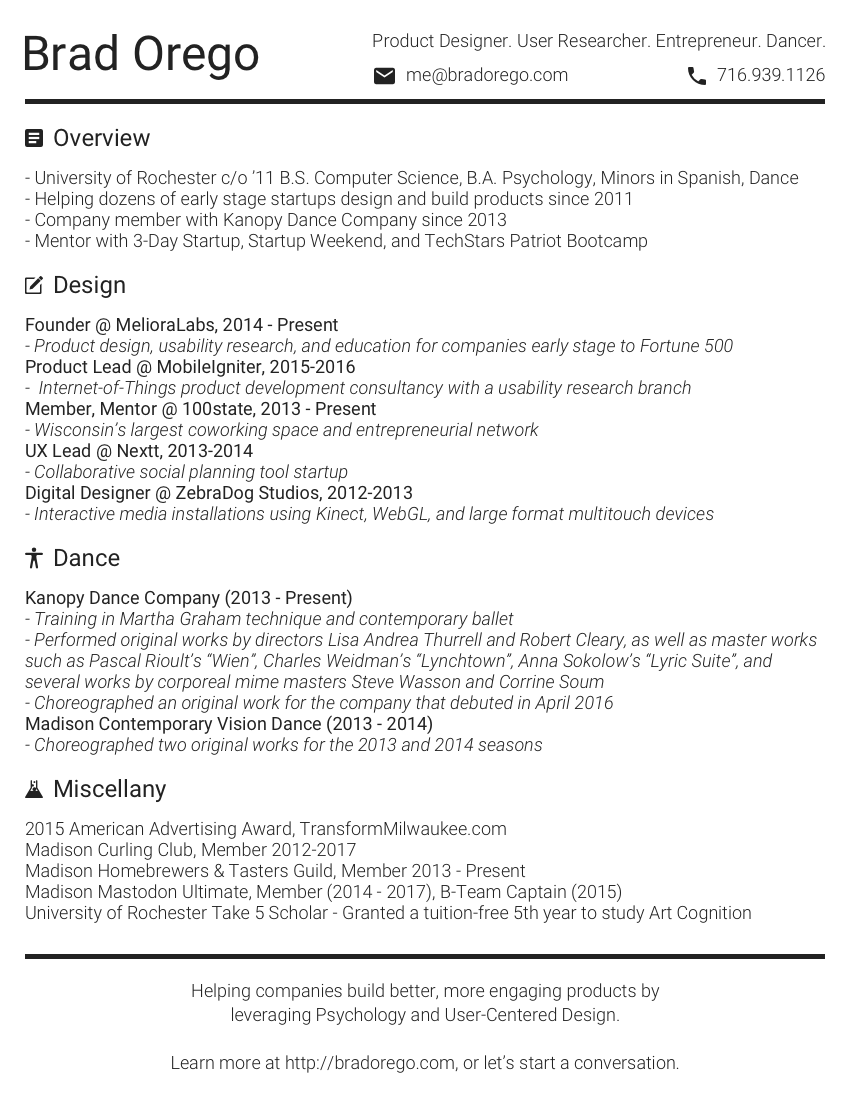 Brad Orego
Product Designer. User Researcher. Entrepreneur. Dancer.
me@bradorego.com
716.939.1126
Overview
- University of Rochester c/o ’11 B.S. Computer Science, B.A. Psychology, Minors in Spanish, Dance
- Helping dozens of early stage startups design and build products since 2011
- Company member with Kanopy Dance Company since 2013
- Mentor with 3-Day Startup, Startup Weekend, and TechStars Patriot Bootcamp
Design
Founder @ MelioraLabs, 2014 - Present
- Product design, usability research, and education for companies early stage to Fortune 500
Product Lead @ MobileIgniter, 2015-2016
-  Internet-of-Things product development consultancy with a usability research branch
Member, Mentor @ 100state, 2013 - Present
- Wisconsin’s largest coworking space and entrepreneurial network
UX Lead @ Nextt, 2013-2014
- Collaborative social planning tool startup
Digital Designer @ ZebraDog Studios, 2012-2013
- Interactive media installations using Kinect, WebGL, and large format multitouch devices
Dance
Kanopy Dance Company (2013 - Present)
- Training in Martha Graham technique and contemporary ballet
- Performed original works by directors Lisa Andrea Thurrell and Robert Cleary, as well as master works
such as Pascal Rioult’s “Wien”, Charles Weidman’s “Lynchtown”, Anna Sokolow’s “Lyric Suite”, and
several works by corporeal mime masters Steve Wasson and Corrine Soum
- Choreographed an original work for the company that debuted in April 2016
Madison Contemporary Vision Dance (2013 - 2014)
- Choreographed two original works for the 2013 and 2014 seasons
Miscellany
2015 American Advertising Award, TransformMilwaukee.com
Madison Curling Club, Member 2012-2017
Madison Homebrewers & Tasters Guild, Member 2013 - Present
Madison Mastodon Ultimate, Member (2014 - 2017), B-Team Captain (2015)
University of Rochester Take 5 Scholar - Granted a tuition-free 5th year to study Art Cognition
Helping companies build better, more engaging products by
leveraging Psychology and User-Centered Design.
Learn more at http://bradorego.com, or let’s start a conversation.